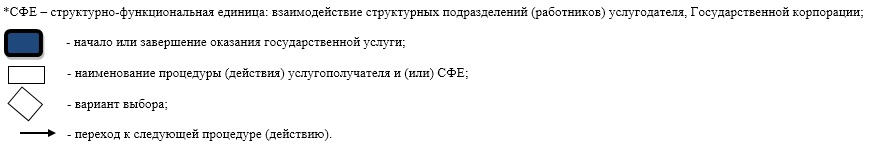 *СФЕ – структурно-функциональная единица: взаимодействие структурных подразделений (работников) услугодателя, Государственной корпорации;
- начало или завершение оказания государственной услуги;
- наименование процедуры (действия) услугополучателя и (или) СФЕ;
- вариант выбора;
- переход к следующей процедуре (действию).